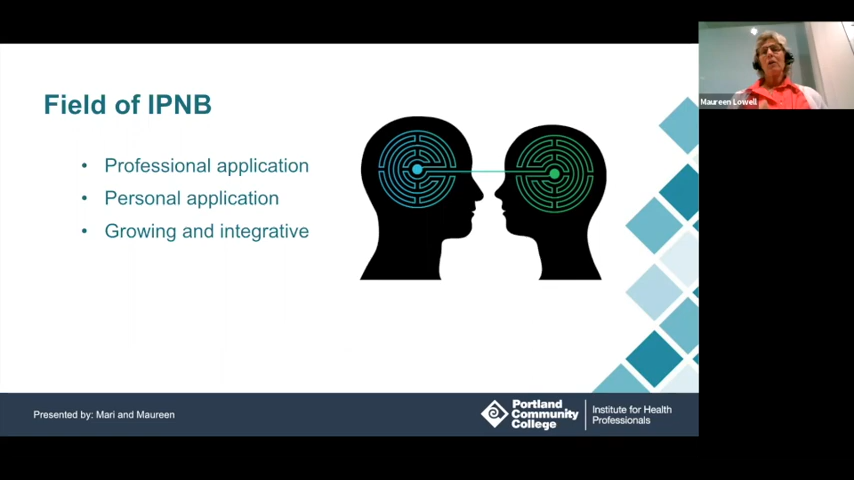 Field of IPNB
• Professional application
• Personal application
• Growing and integrative
Presented by: Mari and Maureen
Portland
Community
College
Institute for Health
Professionals
Maureen Lowell